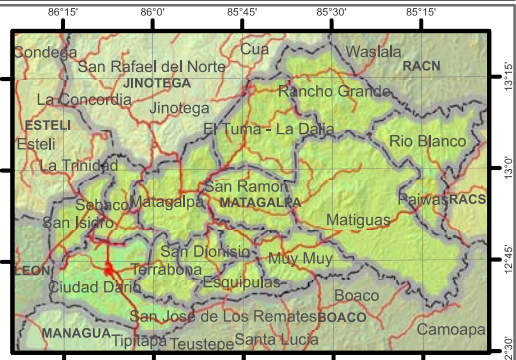 86°15' 86°0' 85°45' 85°30' 85°15'
Condega
Cua
Waslala
San Rafael del Norte
RACN
JINOTEGA
13°15'
La Concordia
Rancho Grande
Jinotega
ESTELI
El Tuma - La Dalia
Esteli
Rio Blanco
La Trinidad
13°0'
San Ramon
Sebaco
Matagalpa
MATAGALPA
Paiwas
RACS
San Isidro
Matiguas
San Dionisio
Muy Muy
LEON
Terrabona
12°45'
Ciudad Dario
Esquipulas
Boaco
San Jose de Los Remates
BOACO
MANAGUA
Camoapa
Tipitapa
Teustepe
Santa Lucia
2°30'